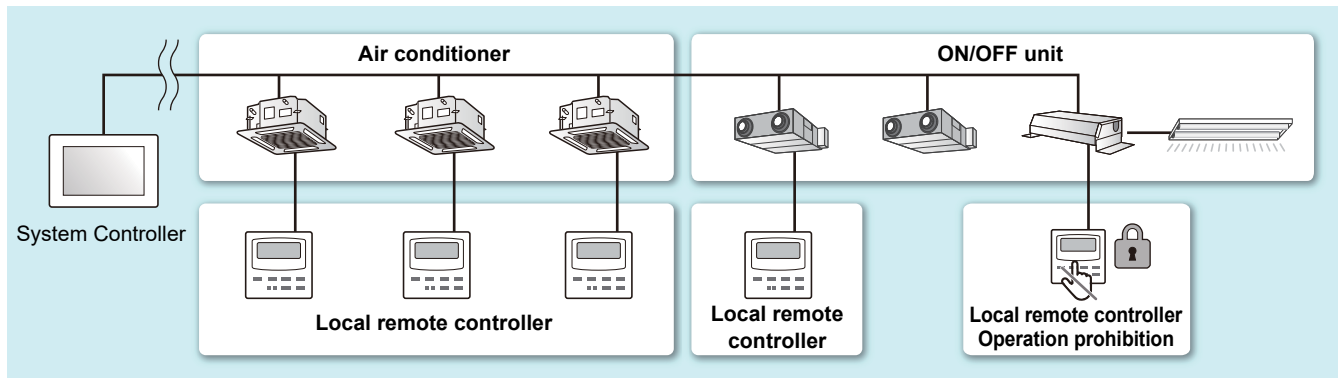 Air conditioner
ON/OFF unit
System Controller
Local remote controller
Local remote
controller
Local remote controller
Operation prohibition